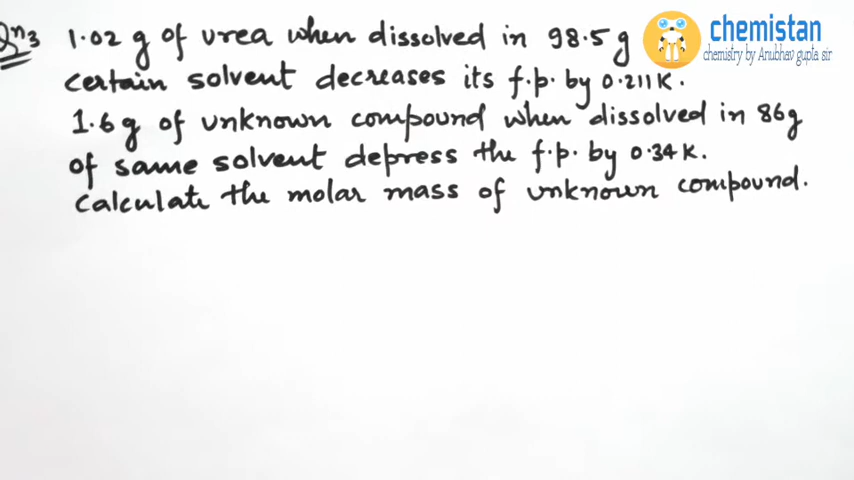 Qn3 1.02 g of urea when dissolved in 98.5 g
certain solvent decreases its f.p. by 0.211K.
1.6 g of unknown compound when dissolved in 86g
of same solvent depress the f.p. by 0.34 K.
Calculate the molar mass of unknown compound.
chemistan
chemistry by Anubhav gupta sir